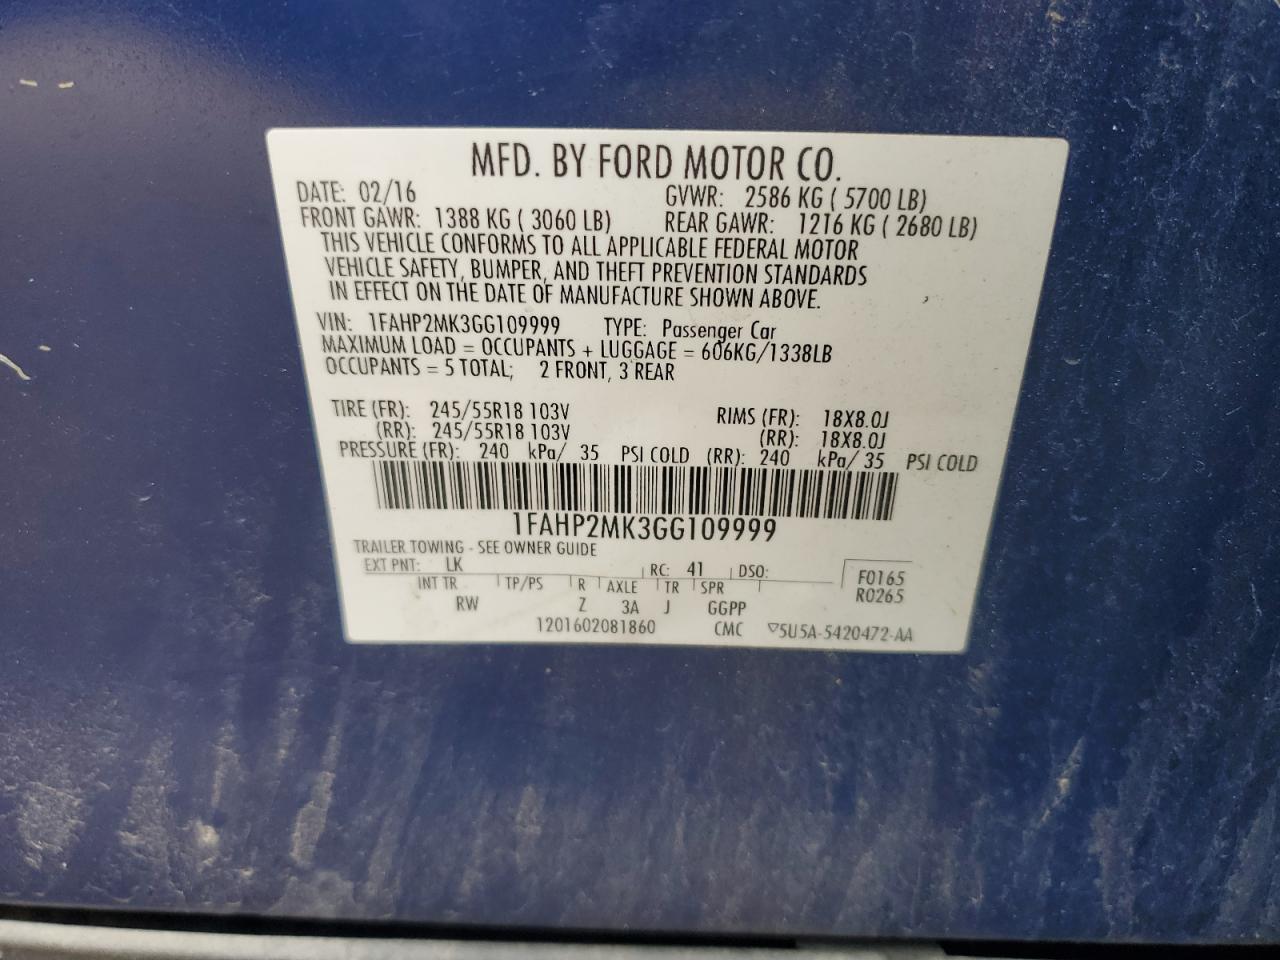 MFD. BY FORD MOTOR CO.
DATE: 02/16 GVWR: 2586 KG ( 5700 LB)
FRONT GAWR: 1388 KG ( 3060 LB) REAR GAWR: 1216 KG ( 2680 LB)
THIS VEHICLE CONFORMS TO ALL APPLICABLE FEDERAL MOTOR
VEHICLE SAFETY, BUMPER, AND THEFT PREVENTION STANDARDS
IN EFFECT ON THE DATE OF MANUFACTURE SHOWN ABOVE.
VIN: 1FAHP2MK3GG109999 TYPE: Passenger Car
MAXIMUM LOAD = OCCUPANTS + LUGGAGE = 606KG/1338LB
OCCUPANTS = 5 TOTAL; 2 FRONT, 3 REAR
TIRE (FR): 245/55R18 103V RIMS (FR): 18X8.0J
(RR): 245/55R18 103V (RR): 18X8.0J
PRESSURE (FR): 240 kPa/ 35 PSI COLD (RR): 240 kPa/ 35 PSI COLD
1FAHP2MK3GG109999
TRAILER TOWING - SEE OWNER GUIDE
EXT PNT: LK RC: 41 DSO: F0165
INT TR TP/PS R AXLE TR SPR R0265
RW Z 3A J GGPP
1201602081860 CMC ▽5U5A-5420472-AA